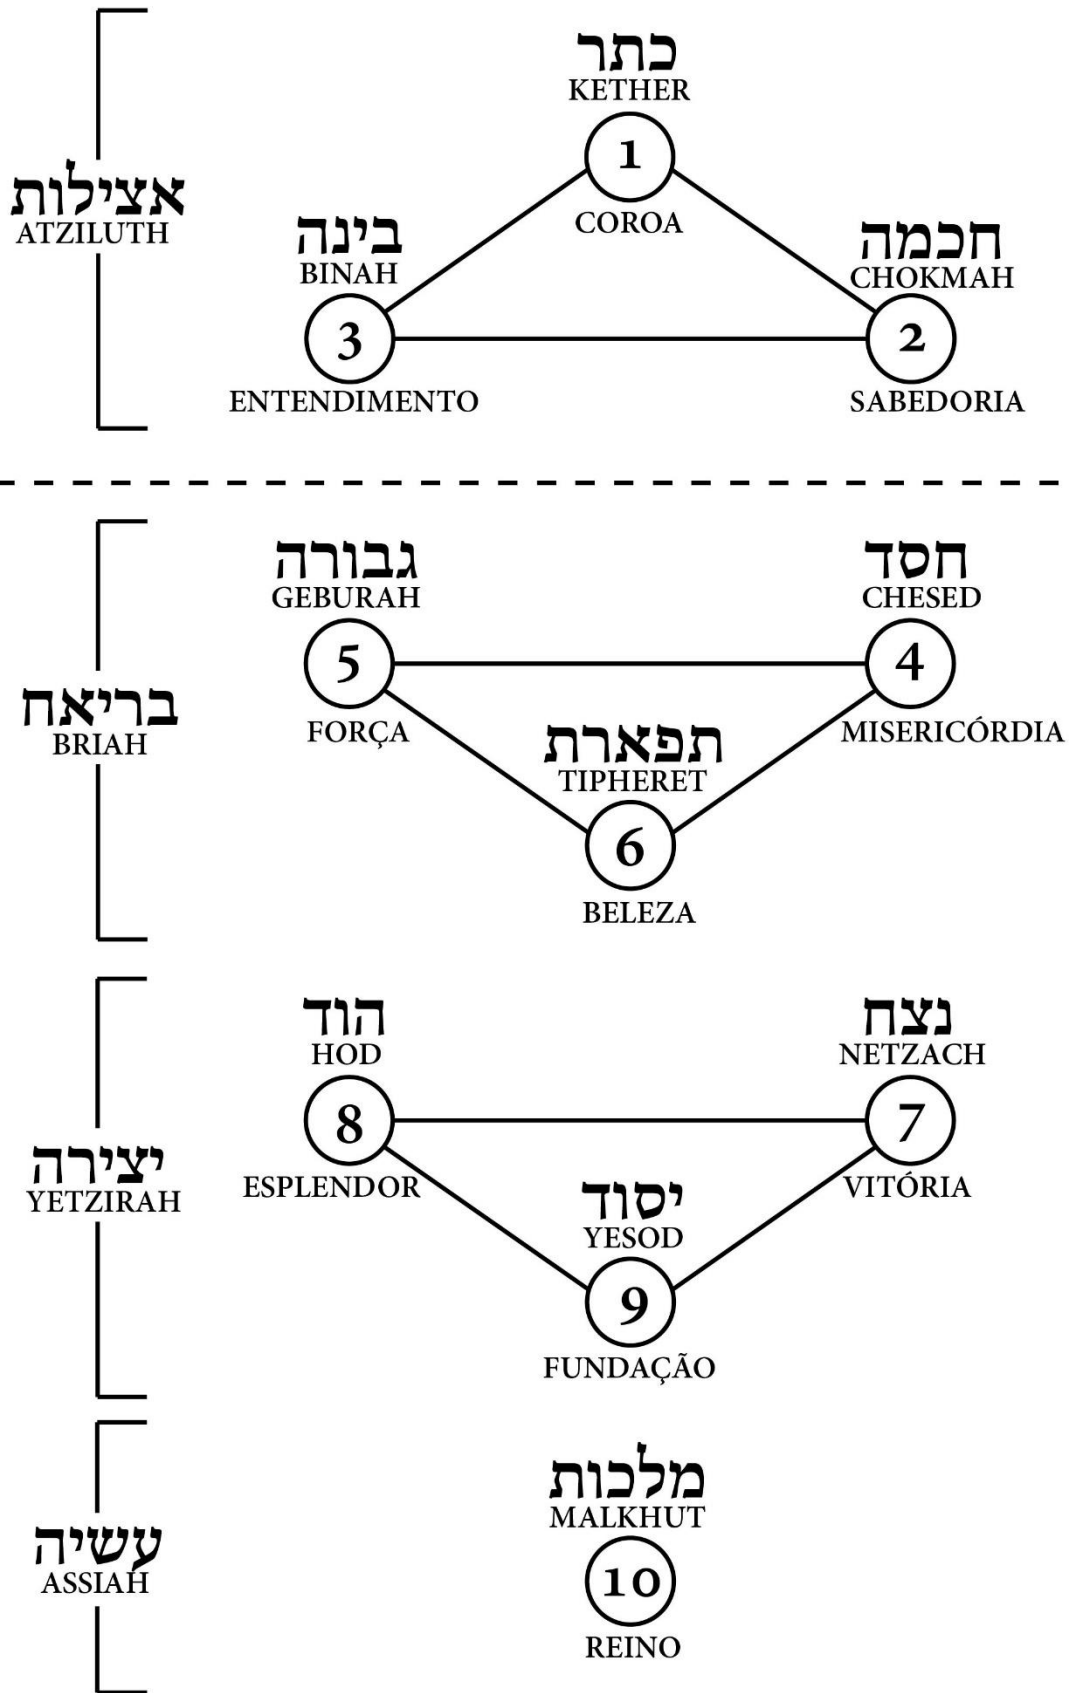 כתר
KETHER
1
COROA
אצילות
ATZILUTH
בינה
BINAH
3
ENTENDIMENTO
חכמה
CHOKMAH
2
SABEDORIA
גבורה
GEBURAH
5
FORÇA
חסד
CHESED
4
MISERICÓRDIA
בריאח
BRIAH
תפארת
TIPHERET
6
BELEZA
הוד
HOD
8
ESPLENDOR
נצח
NETZACH
7
VITÓRIA
יצירה
YETZIRAH
יסוד
YESOD
9
FUNDAÇÃO
מלכות
MALKHUT
10
REINO
עשיה
ASSIAH